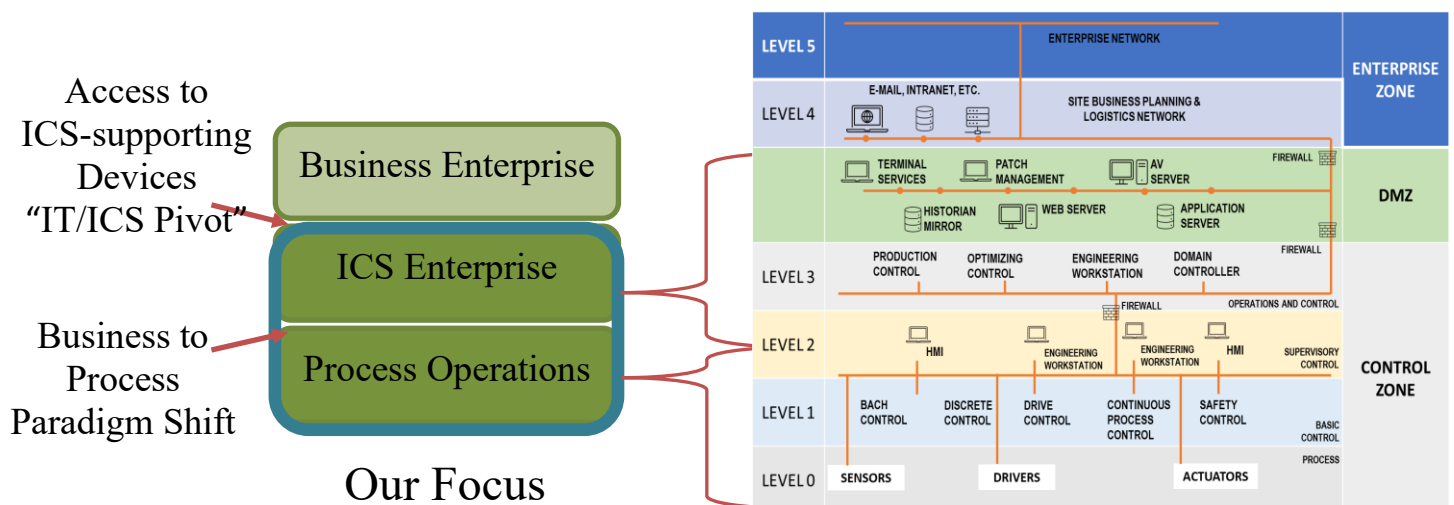 Access to
ICS-supporting
Devices
“IT/ICS Pivot”
Business to
Process
Paradigm Shift
Business Enterprise
ICS Enterprise
Process Operations
Our Focus
LEVEL 5
ENTERPRISE NETWORK
ENTERPRISE
ZONE
LEVEL 4
E-MAIL, INTRANET, ETC.
SITE BUSINESS PLANNING &
LOGISTICS NETWORK
TERMINAL
SERVICES
PATCH
MANAGEMENT
AV
SERVER
FIREWALL
DMZ
HISTORIAN
MIRROR
WEB SERVER
APPLICATION
SERVER
FIREWALL
LEVEL 3
PRODUCTION
CONTROL
OPTIMIZING
CONTROL
ENGINEERING
WORKSTATION
DOMAIN
CONTROLLER
FIREWALL
OPERATIONS AND CONTROL
LEVEL 2
HMI
ENGINEERING
WORKSTATION
ENGINEERING
WORKSTATION
HMI
SUPERVISORY
CONTROL
CONTROL
ZONE
LEVEL 1
BACH
CONTROL
DISCRETE
CONTROL
DRIVE
CONTROL
CONTINUOUS
PROCESS
CONTROL
SAFETY
CONTROL
BASIC
CONTROL
LEVEL 0
SENSORS
DRIVERS
ACTUATORS
PROCESS